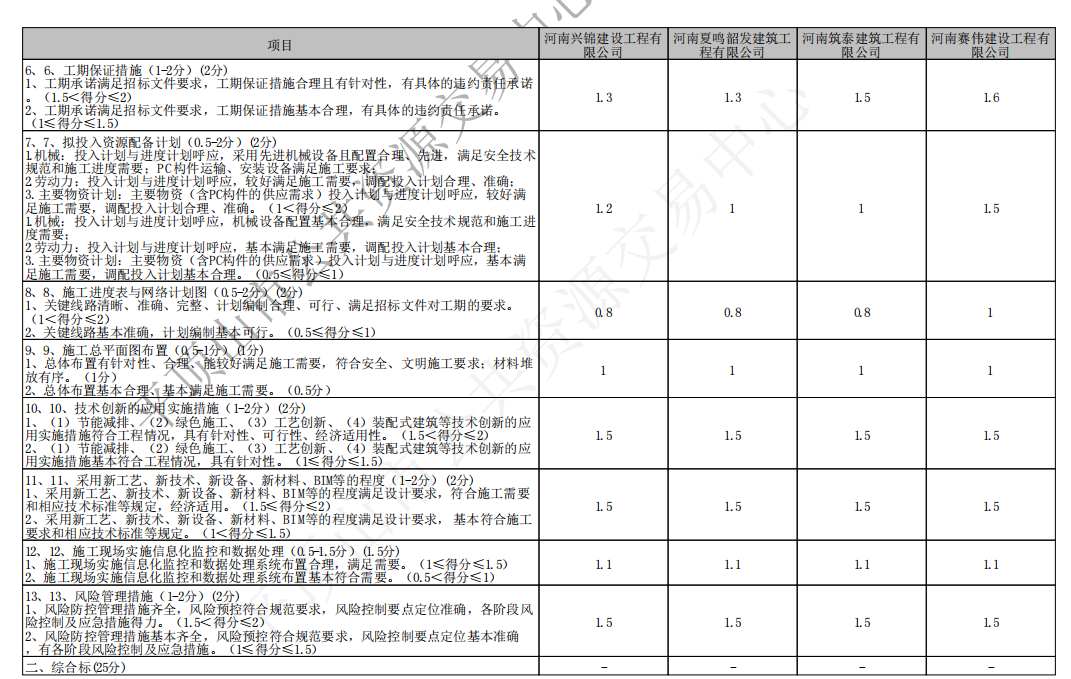 项目
河南兴锦建设工程有
限公司
河南夏鸣韶发建筑工
程有限公司
河南筑泰建筑工程有
限公司
河南赛伟建设工程有
限公司
6、6、工期保证措施（1-2分）(2分)
1、工期承诺满足招标文件要求，工期保证措施合理且有针对性，有具体的违约责任承诺
。（1.5＜得分≤2）
2、工期承诺满足招标文件要求，工期保证措施基本合理，有具体的违约责任承诺。
（1≤得分≤1.5）
1.3
1.3
1.5
1.6
7、7、拟投入资源配备计划（0.5-2分）(2分)
1.机械：投入计划与进度计划呼应，采用先进机械设备且配置合理、先进，满足安全技术
规范和施工进度需要；PC构件运输、安装设备满足施工要求；
2劳动力：投入计划与进度计划呼应，较好满足施工需要，调配投入计划合理、准确；
3.主要物资计划：主要物资（含PC构件的供应需求）投入计划与进度计划呼应，较好满
足施工需要，调配投入计划合理、准确。（1＜得分≤2）
1机械：投入计划与进度计划呼应，机械设备配置基本合理，满足安全技术规范和施工进
度需要；
2劳动力：投入计划与进度计划呼应，基本满足施工需要，调配投入计划基本合理；
3.主要物资计划：主要物资（含PC构件的供应需求）投入计划与进度计划呼应，基本满
足施工需要，调配投入计划基本合理。（0.5≤得分≤1）
1.2
1
1
1.5
8、8、施工进度表与网络计划图（0.5-2分）(2分)
1、关键线路清晰、准确、完整、计划编制合理、可行、满足招标文件对工期的要求。
（1＜得分≤2）
2、关键线路基本准确，计划编制基本可行。（0.5≤得分≤1）
0.8
0.8
0.8
1
9、9、施工总平面图布置（0.5-1分）(1分)
1、总体布置有针对性、合理、能较好满足施工需要，符合安全、文明施工要求；材料堆
放有序。（1分）
2、总体布置基本合理、基本满足施工需要。（0.5分）
1
1
1
1
10、10、技术创新的应用实施措施（1-2分）(2分)
1、（1）节能减排、（2）绿色施工、（3）工艺创新、（4）装配式建筑等技术创新的应
用实施措施符合工程情况，具有针对性、可行性、经济适用性。（1.5＜得分≤2）
2、（1）节能减排、（2）绿色施工、（3）工艺创新、（4）装配式建筑等技术创新的应
用实施措施基本符合工程情况，具有针对性。（1≤得分≤1.5）
1.5
1.5
1.5
1.5
11、11、采用新工艺、新技术、新设备、新材料、BIM等的程度（1-2分）(2分)
1、采用新工艺、新技术、新设备、新材料、BIM等的程度满足设计要求，符合施工需要
和相应技术标准等规定，经济适用。（1.5≤得分≤2）
2、采用新工艺、新技术、新设备、新材料、BIM等的程度满足设计要求， 基本符合施工
要求和相应技术标准等规定。（1＜得分≤1.5）
1.5
1.5
1.5
1.5
12、12、施工现场实施信息化监控和数据处理（0.5-1.5分）(1.5分)
1、施工现场实施信息化监控和数据处理系统布置合理，满足需要。（1≤得分≤1.5）
2、施工现场实施信息化监控和数据处理系统布置基本符合需要。（0.5＜得分≤1）
1.1
1.1
1.1
1.1
13、13、风险管理措施（1-2分）(2分)
1、风险防控管理措施齐全，风险预控符合规范要求，风险控制要点定位准确，各阶段风
险控制及应急措施得力。（1.5＜得分≤2）
2、风险防控管理措施基本齐全，风险预控符合规范要求，风险控制要点定位基本准确
，有各阶段风险控制及应急措施。（1≤得分≤1.5）
1.5
1.5
1.5
1.5
二、综合标(25分)
-
-
-
-
平顶山市公共资源交易中心
平顶山市公共资源交易中心